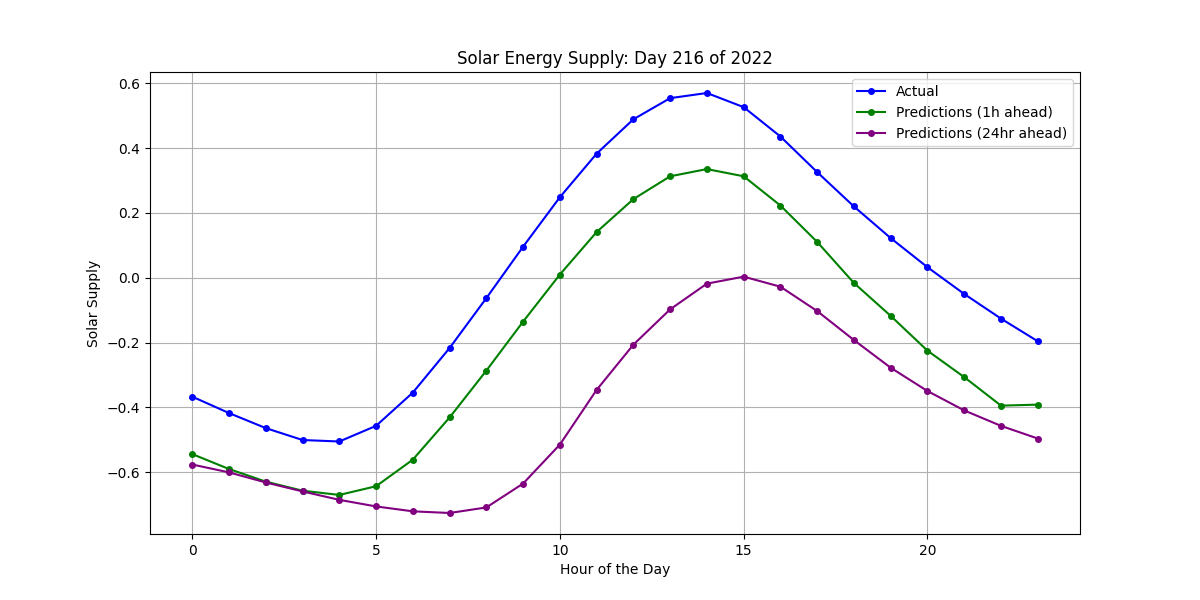 Solar Energy Supply: Day 216 of 2022
Actual
Predictions (1h ahead)
Predictions (24hr ahead)
Solar Supply
0.6
0.4
0.2
0.0
−0.2
−0.4
−0.6
0 5 10 15 20
Hour of the Day